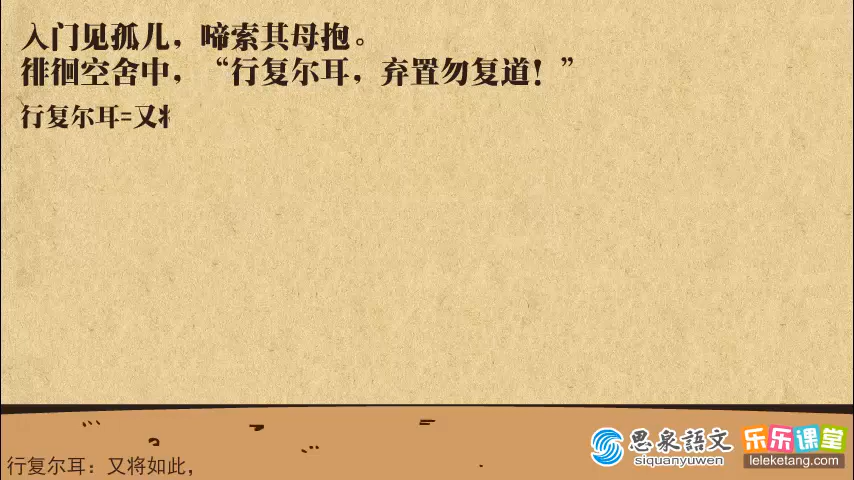 入门见孤儿，啼索其母抱。
徘徊空舍中，“行复尔耳，弃置勿复道！”
行复尔耳=又
行复尔耳：又将如此，
思泉語文
siquanyuwen
乐乐课堂
leleketang.com